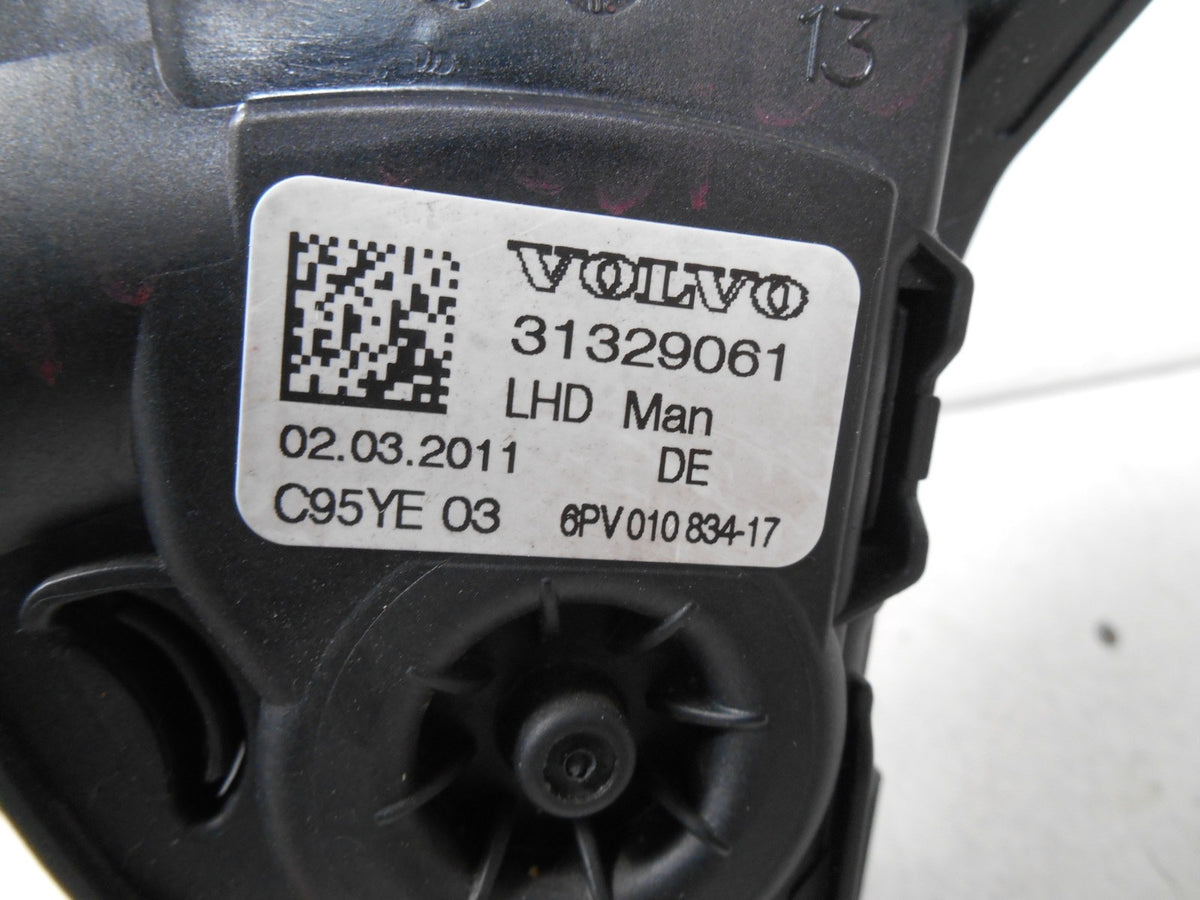 13
VOLVO
31329061
LHD Man
02.03.2011 DE
C95YE 03 6PV 010 834-17